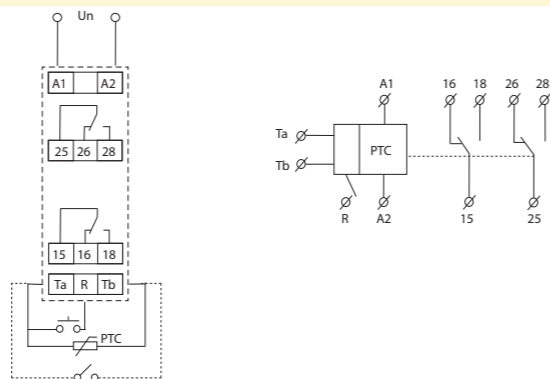 Un
A1 A2
25 26 28
15 16 18
Ta R Tb
PTC
A1 16 18 26 28
Ta
PTC
Tb
R A2 15 25